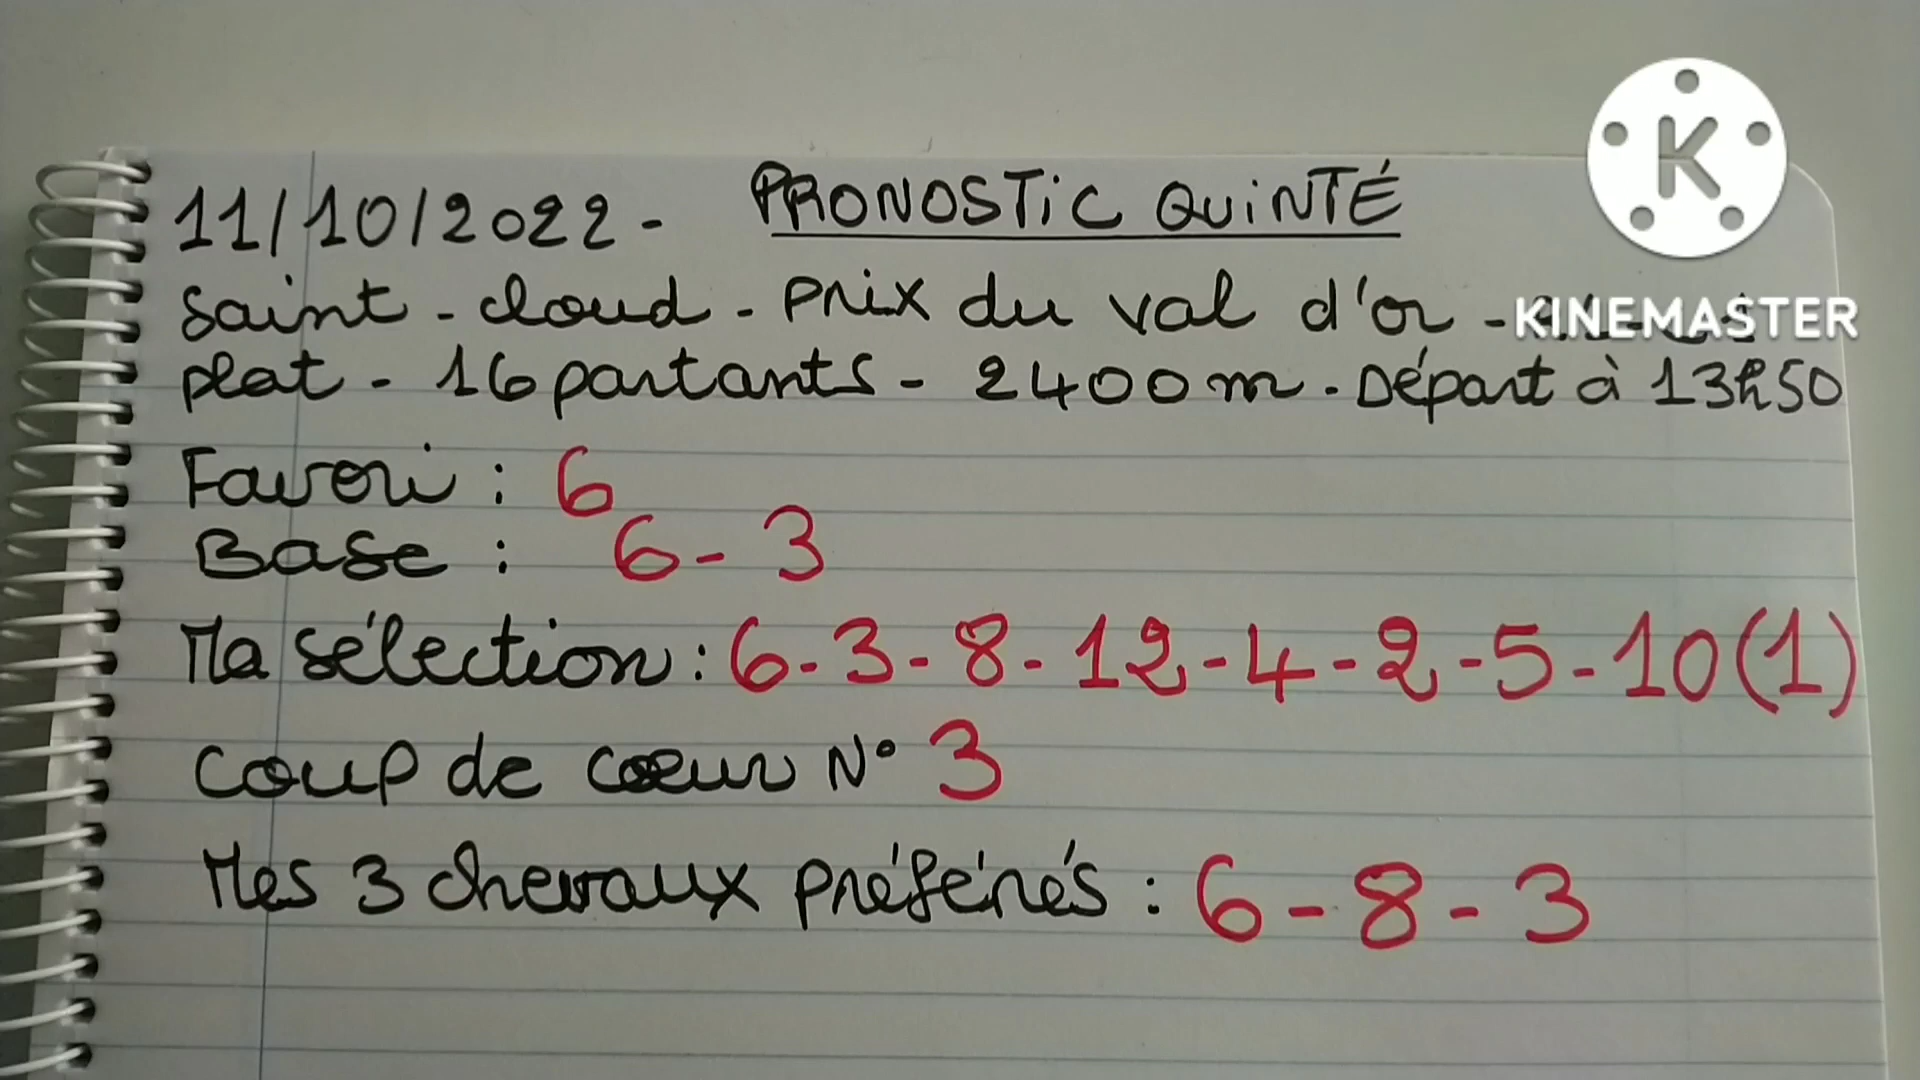 11/10/2022 - PRONOSTIC QUINTÉ
Saint-Cloud - Prix du val d'or -
plat - 16 partants - 2400m - Départ à 13h50
Favori : 6
Base : 6 - 3
Ma sélection : 6 - 3 - 8 - 12 - 4 - 2 - 5 - 10 (1)
Coup de cœur N° 3
Mes 3 chevaux préférés : 6 - 8 - 3
K
KINEMASTER